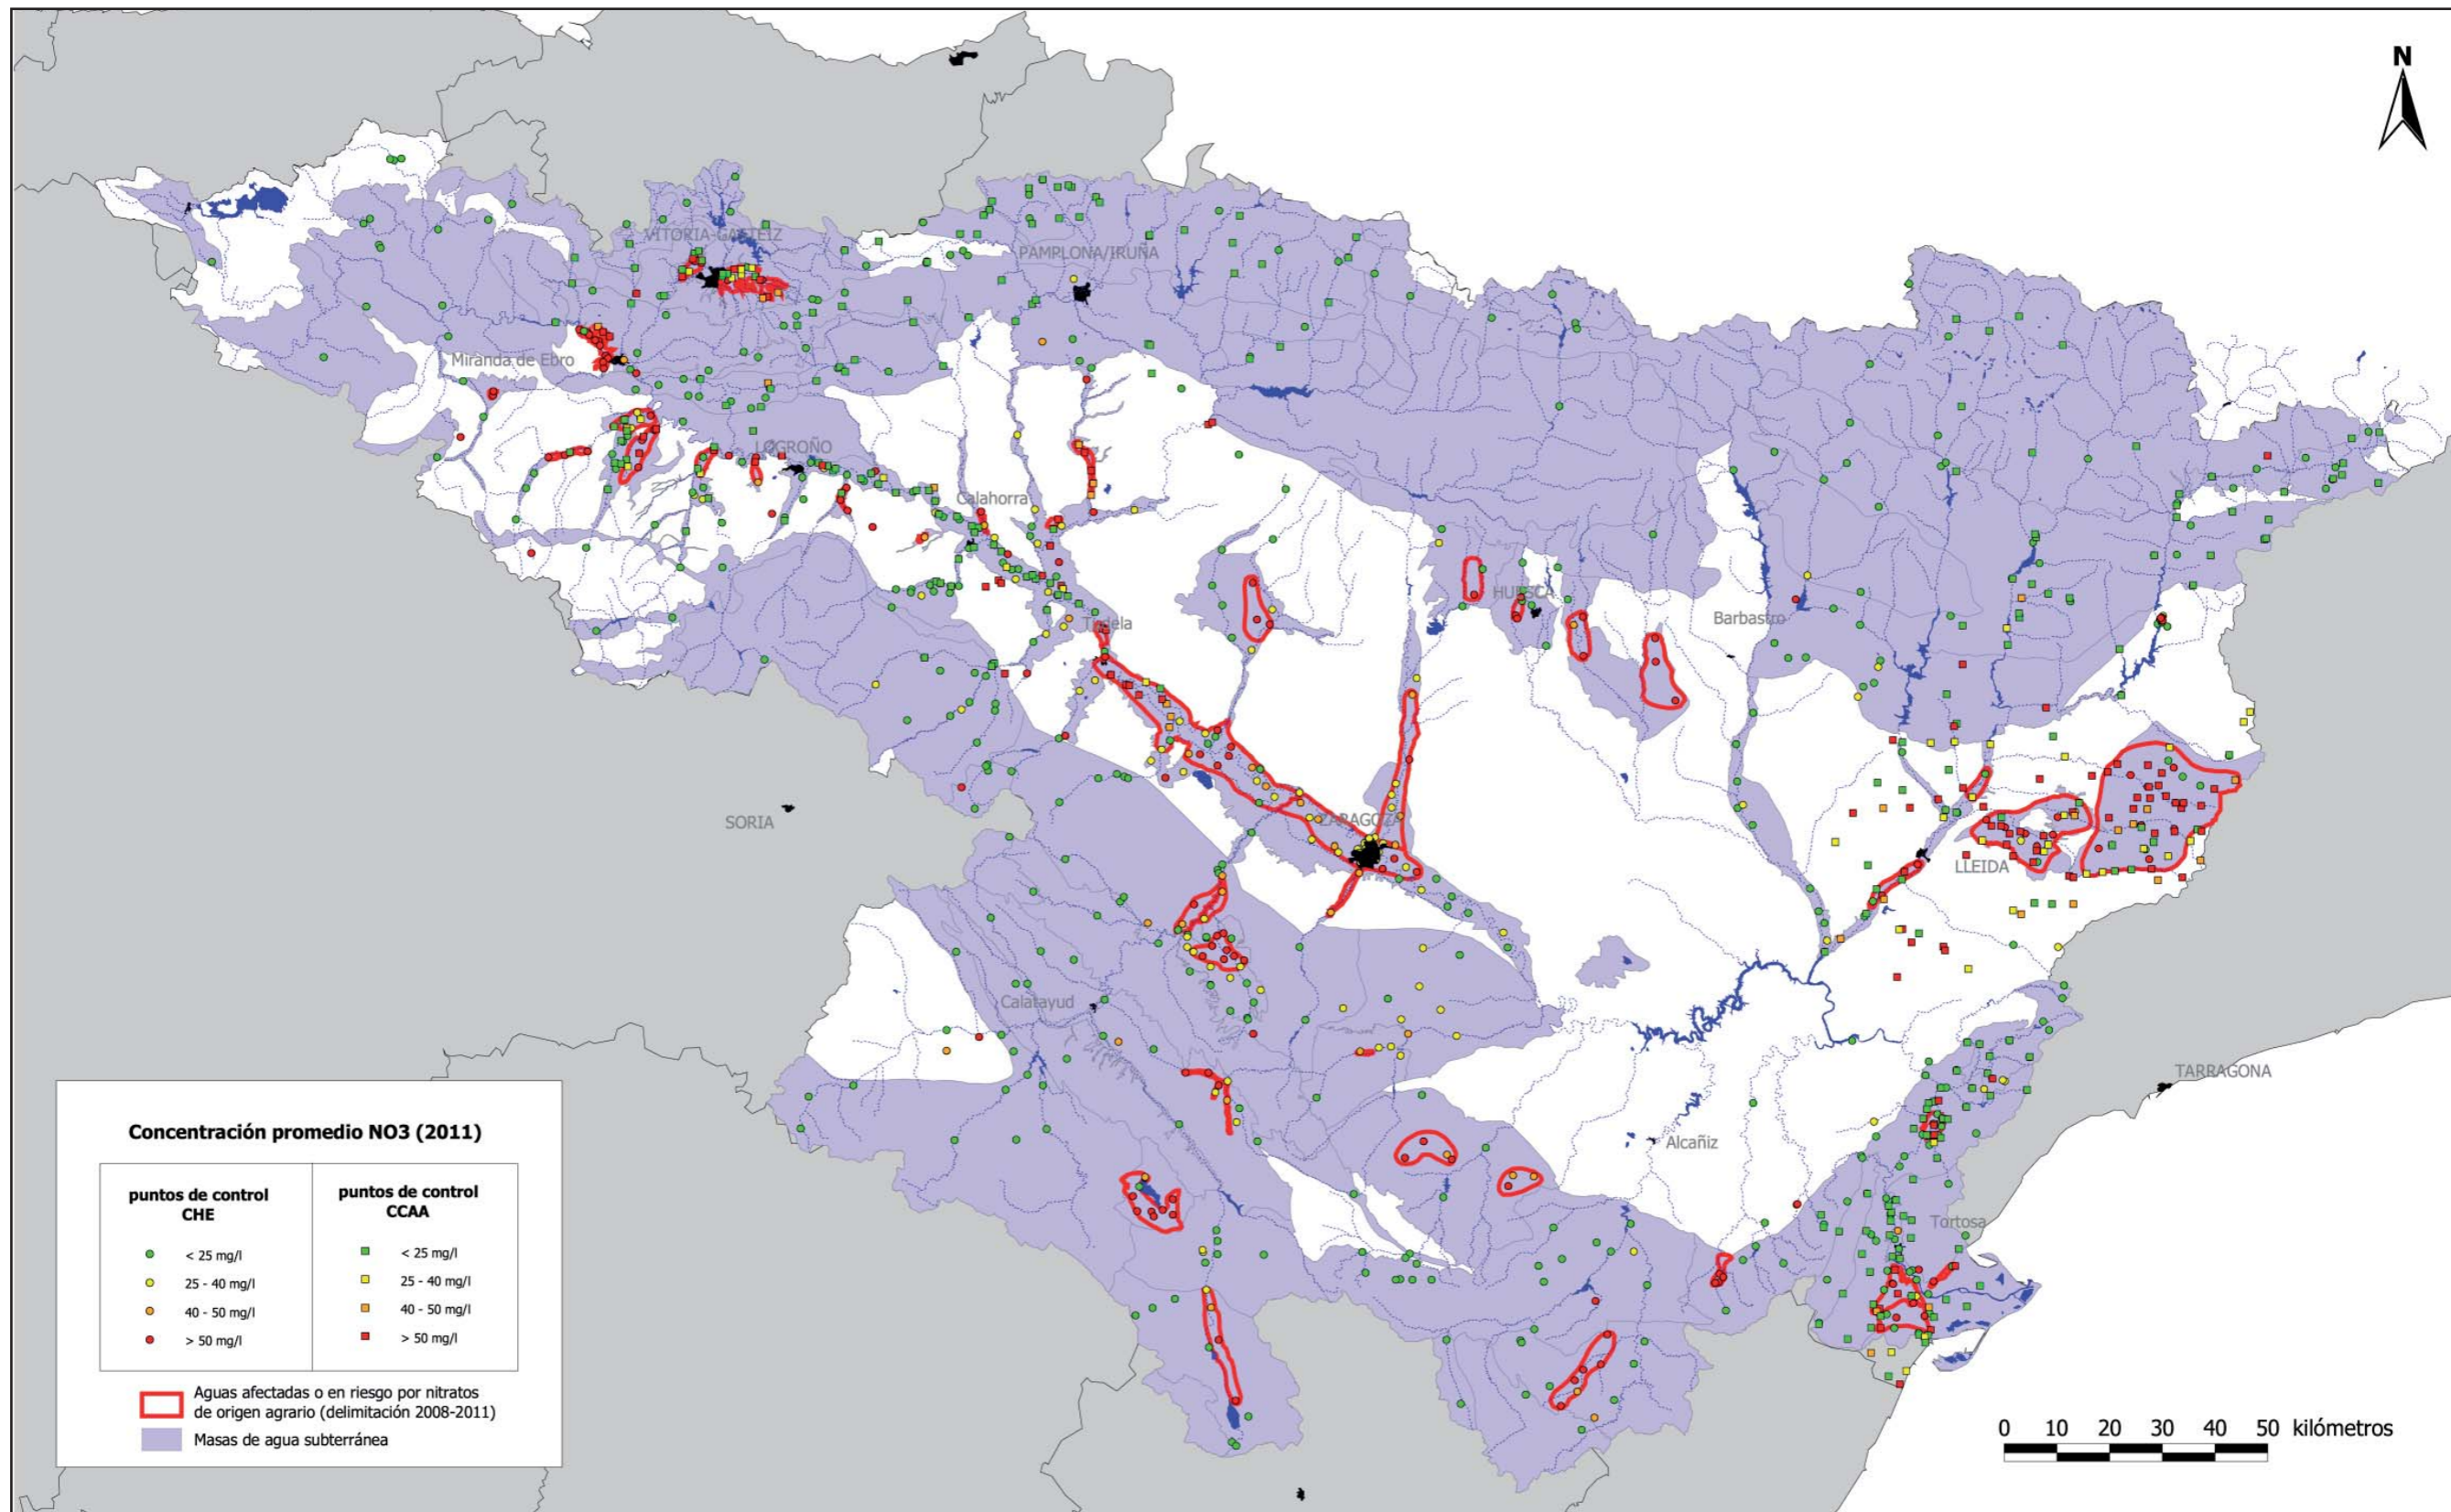 N
VITORIA-GASTEIZ
PAMPLONA/IRUÑA
Miranda de Ebro
LOGROÑO
Calahorra
HUESCA
Barbastro
Tudela
SORIA
ZARAGOZA
LLEIDA
Calatayud
TARRAGONA
Alcañiz
Tortosa
Concentración promedio NO3 (2011)
puntos de control
CHE
< 25 mg/l
25 - 40 mg/l
40 - 50 mg/l
> 50 mg/l
puntos de control
CCAA
< 25 mg/l
25 - 40 mg/l
40 - 50 mg/l
> 50 mg/l
Aguas afectadas o en riesgo por nitratos
de origen agrario (delimitación 2008-2011)
Masas de agua subterránea
0 10 20 30 40 50 kilómetros